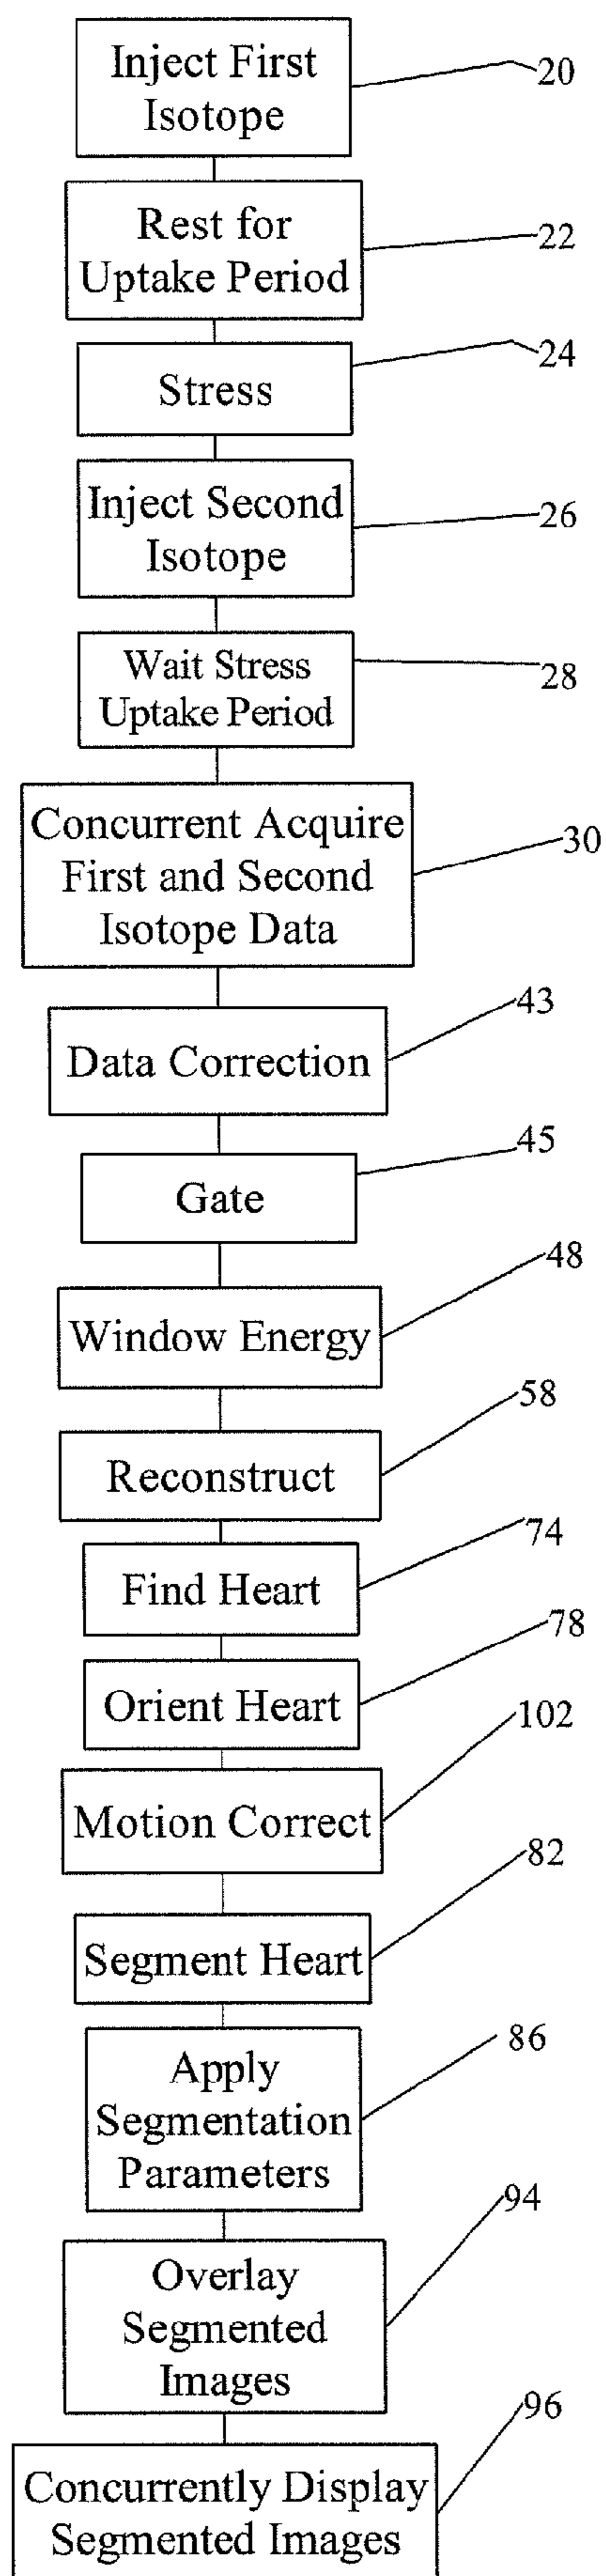 Inject First
Isotope
20
Rest for
Uptake Period
22
Stress
24
Inject Second
Isotope
26
Wait Stress
Uptake Period
28
Concurrent Acquire
First and Second
Isotope Data
30
Data Correction
43
Gate
45
Window Energy
48
Reconstruct
58
Find Heart
74
Orient Heart
78
Motion Correct
102
Segment Heart
82
Apply
Segmentation
Parameters
86
Overlay
Segmented
Images
94
Concurrently Display
Segmented Images
96